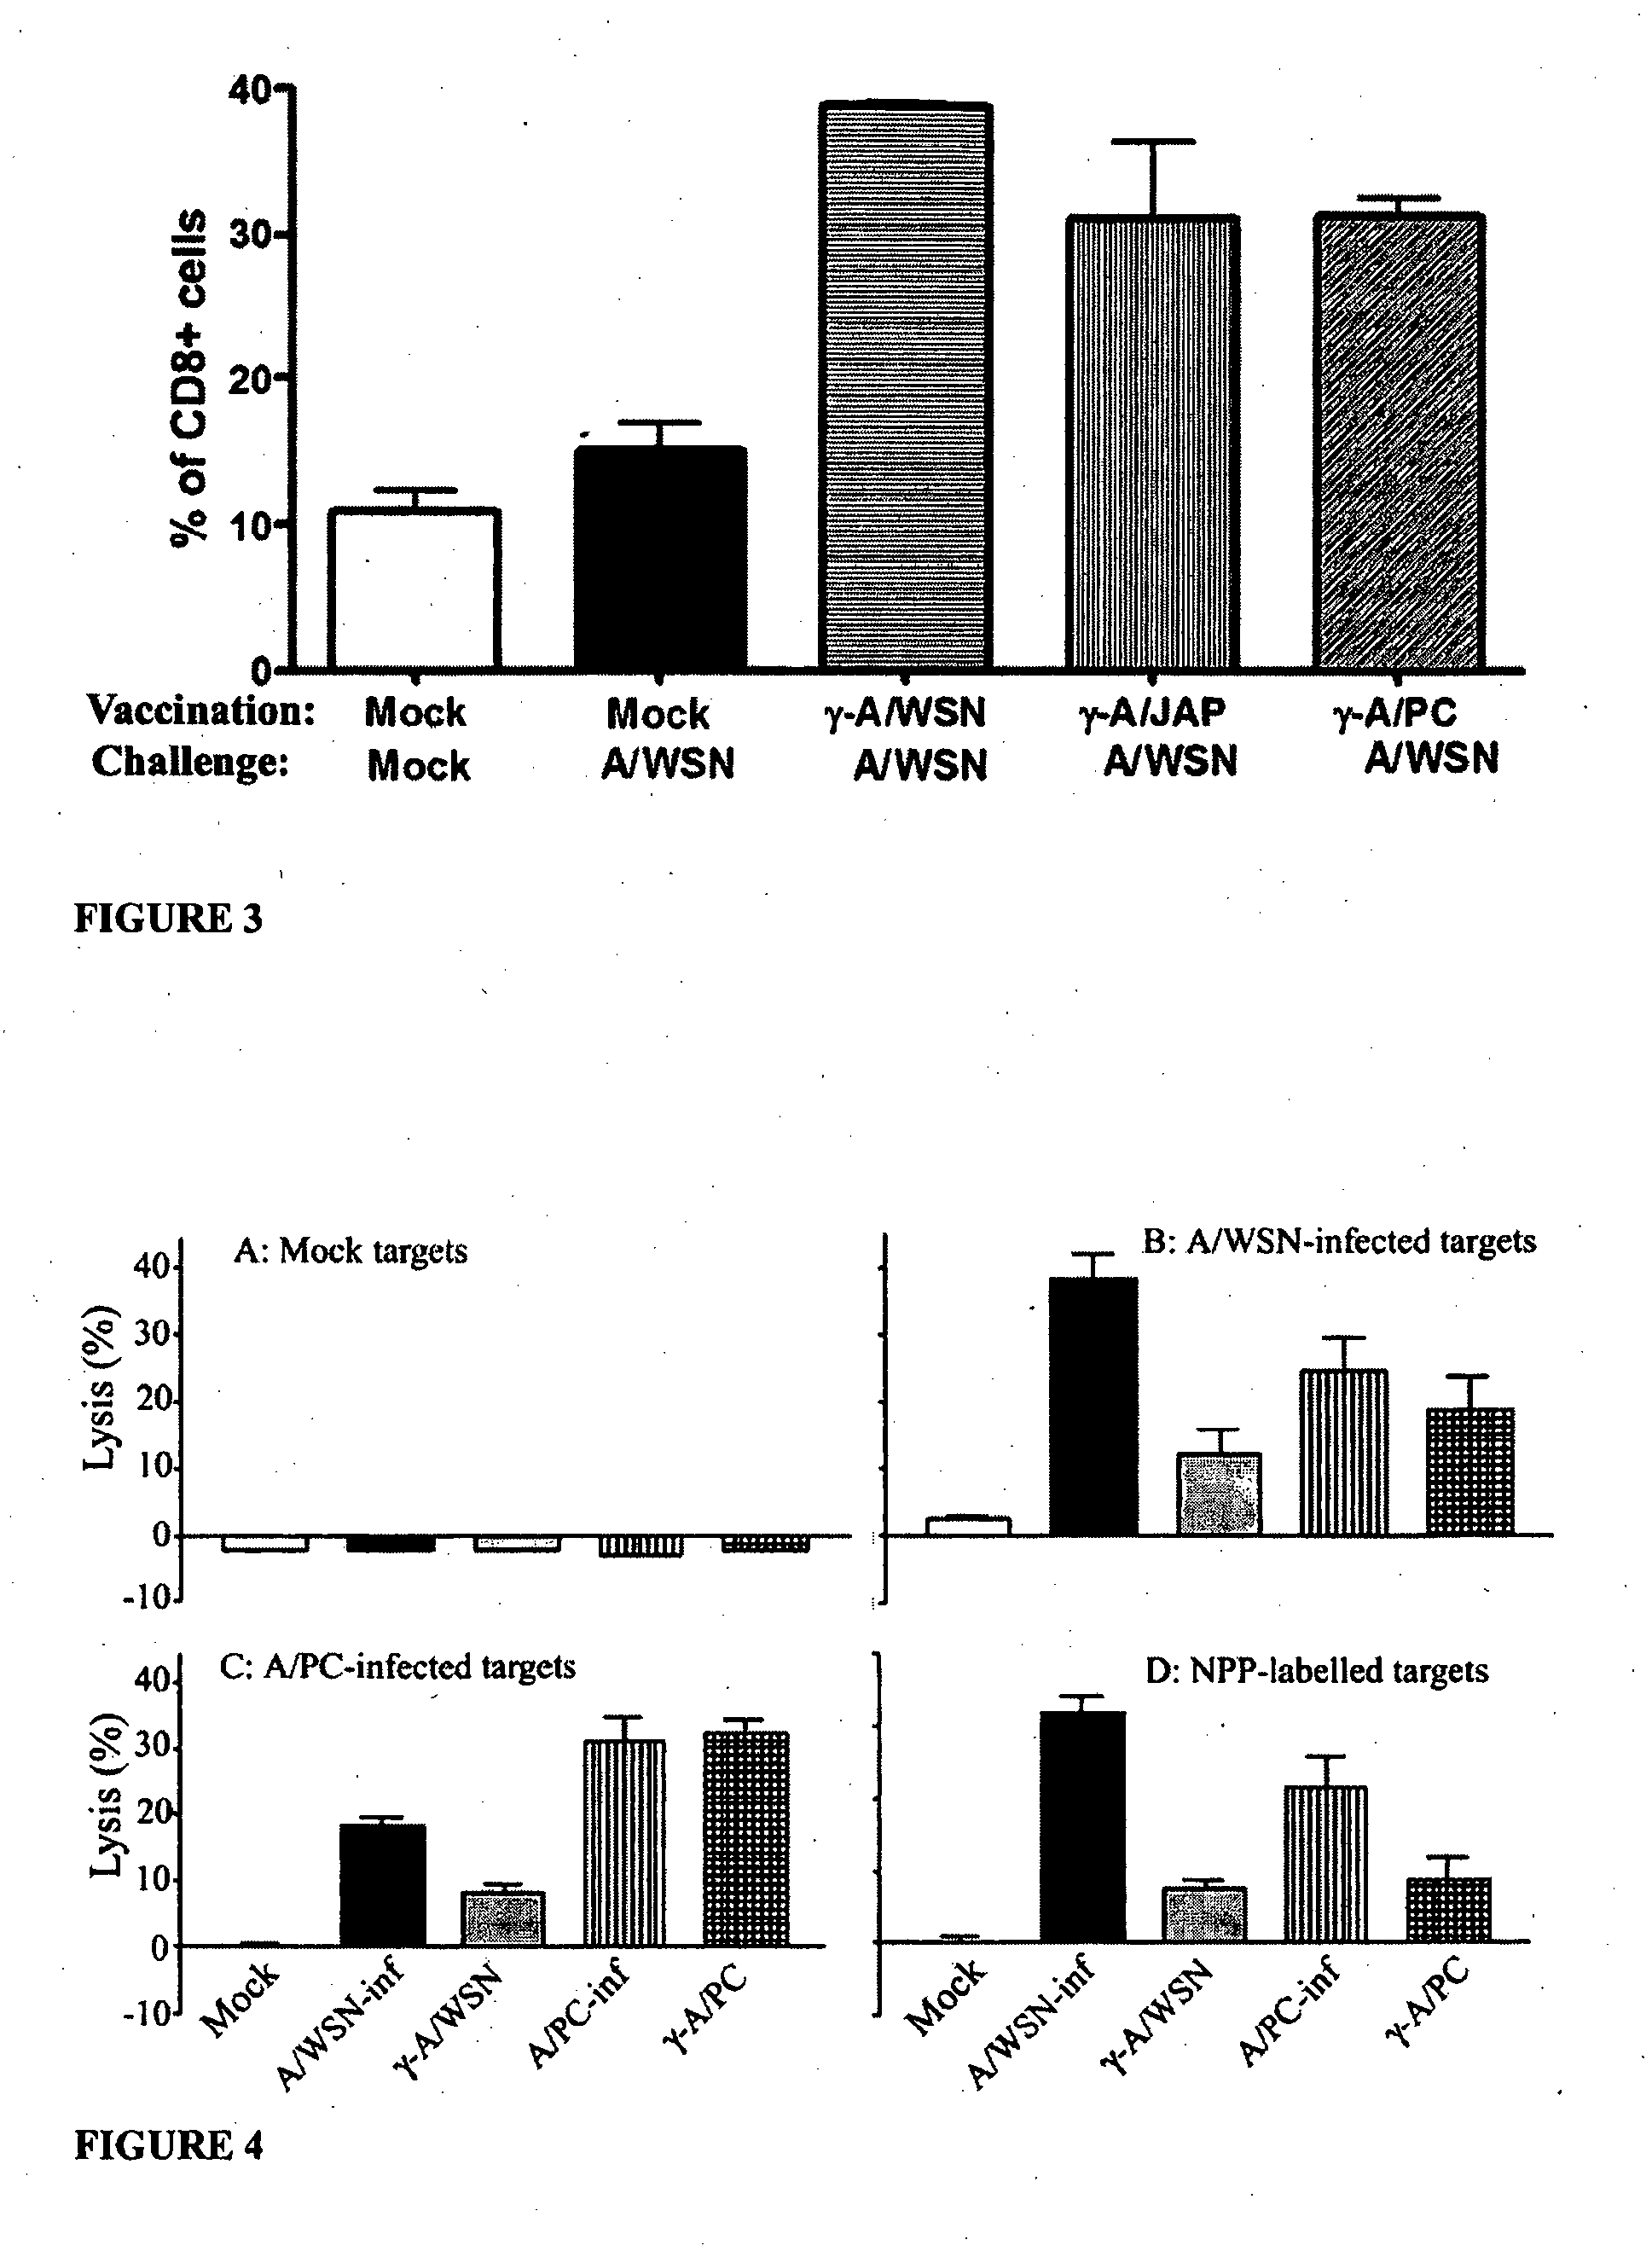 40
30
20
10
0
% of CD8+ cells
Vaccination: Mock Mock γ-A/WSN γ-A/JAP γ-A/PC
Challenge: Mock A/WSN A/WSN A/WSN A/WSN
FIGURE 3
A: Mock targets
B: A/WSN-infected targets
40
30
20
10
0
-10
Lysis (%)
C: A/PC-infected targets
D: NPP-labelled targets
40
30
20
10
0
-10
Lysis (%)
Mock A/WSN-inf γ-A/WSN A/PC-inf γ-A/PC
Mock A/WSN-inf γ-A/WSN A/PC-inf γ-A/PC
FIGURE 4